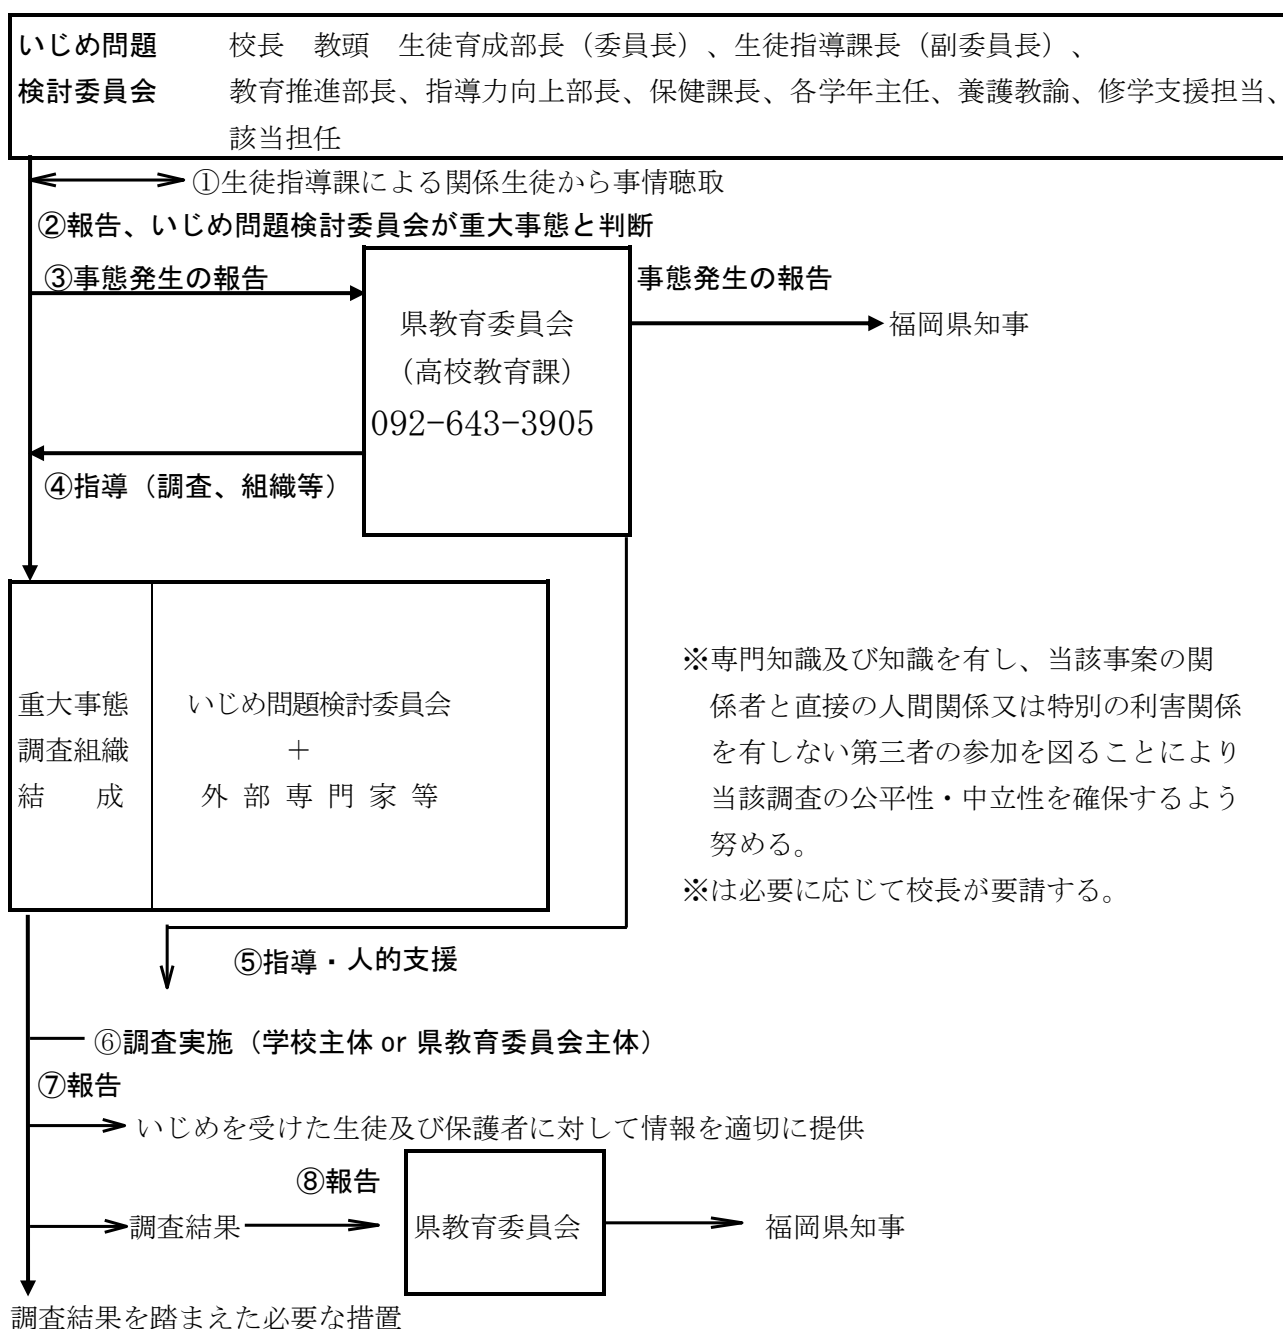 いじめ問題 校長 教頭 生徒育成部長（委員長）、生徒指導課長（副委員長）、
検討委員会 教育推進部長、指導力向上部長、保健課長、各学年主任、養護教諭、修学支援担当、
該当担任
①生徒指導課による関係生徒から事情聴取
②報告、いじめ問題検討委員会が重大事態と判断
③事態発生の報告
事態発生の報告
県教育委員会
（高校教育課）
092-643-3905
福岡県知事
④指導（調査、組織等）
重大事態
調査組織
結　成
いじめ問題検討委員会
＋
外部専門家等
※専門知識及び知識を有し、当該事案の関
係者と直接の人間関係又は特別の利害関係
を有しない第三者の参加を図ることにより
当該調査の公平性・中立性を確保するよう
努める。
※は必要に応じて校長が要請する。
⑤指導・人的支援
⑥調査実施（学校主体 or 県教育委員会主体）
⑦報告
いじめを受けた生徒及び保護者に対して情報を適切に提供
⑧報告
調査結果
県教育委員会
福岡県知事
調査結果を踏まえた必要な措置